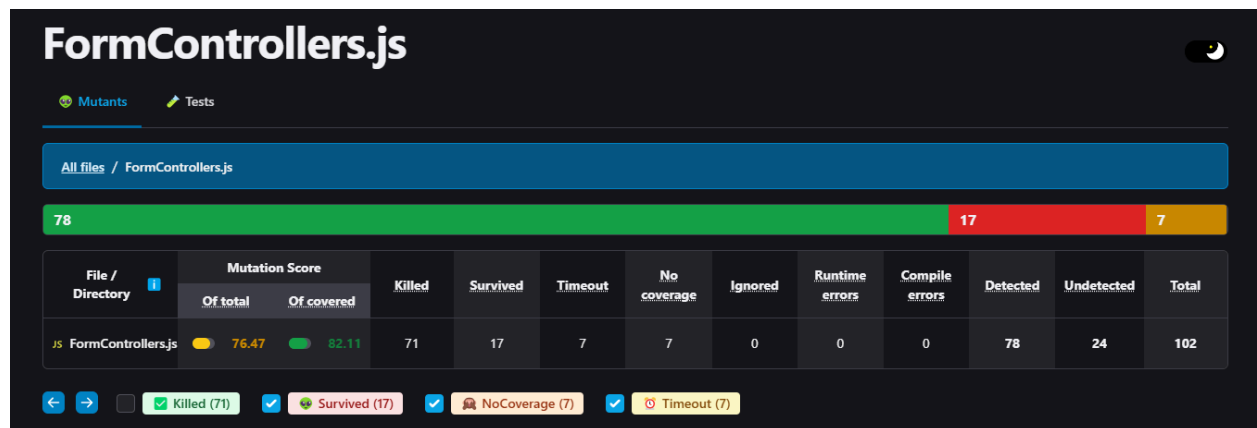 FormControllers.js
Mutants Tests
All files / FormControllers.js
78 17 7
File / Directory Mutation Score Killed Survived Timeout No coverage Ignored Runtime errors Compile errors Detected Undetected Total
Of total Of covered
JS FormControllers.js 76.47 82.11 71 17 7 7 0 0 0 78 24 102
Killed (71) Survived (17) NoCoverage (7) Timeout (7)